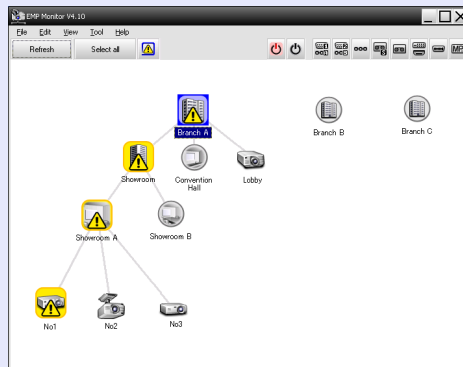 EMP Monitor V4.10
File Edit View Tool Help
Refresh Select all
Branch A
Branch B
Branch C
Showroom
Convention
Hall
Lobby
Showroom A
Showroom B
No1
No2
No3